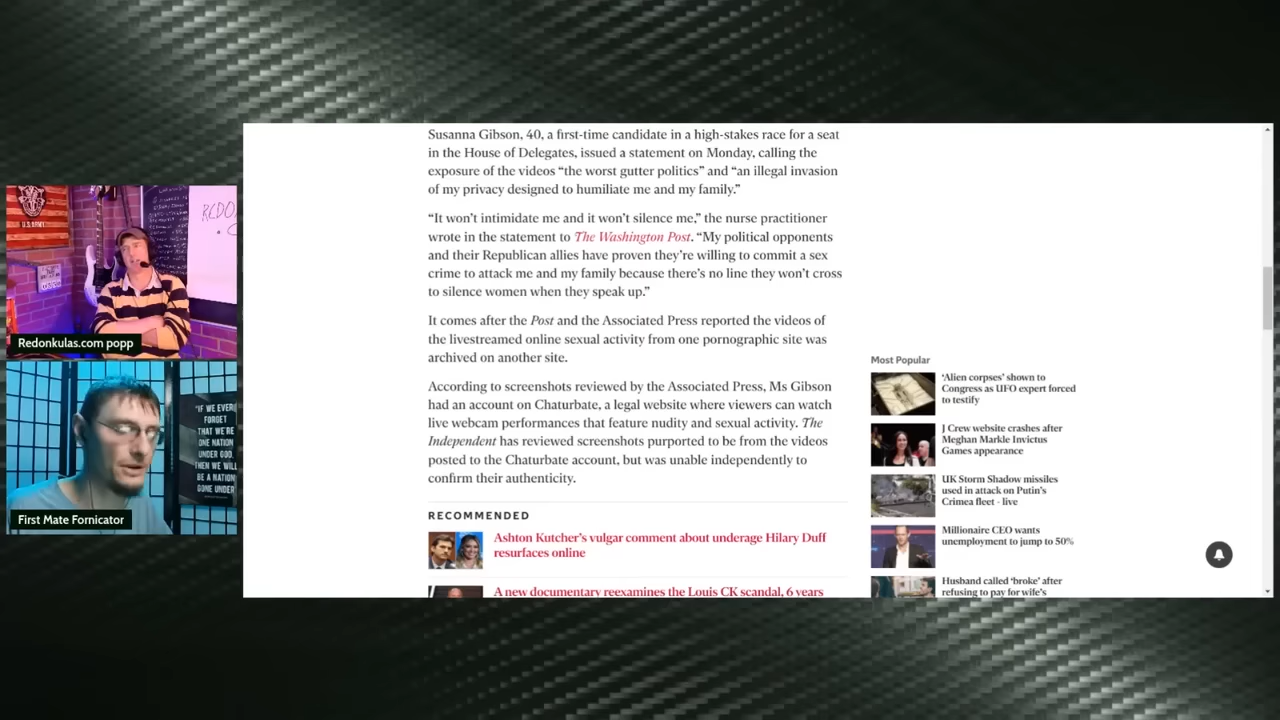 Susanna Gibson, 40, a first-time candidate in a high-stakes race for a seat
in the House of Delegates, issued a statement on Monday, calling the
exposure of the videos “the worst gutter politics” and “an illegal invasion
of my privacy designed to humiliate me and my family.”
“It won’t intimidate me and it won’t silence me,” the nurse practitioner
wrote in the statement to The Washington Post. “My political opponents
and their Republican allies have proven they’re willing to commit a sex
crime to attack me and my family because there’s no line they won’t cross
to silence women when they speak up.”
It comes after the Post and the Associated Press reported the videos of
the livestreamed online sexual activity from one pornographic site was
archived on another site.
According to screenshots reviewed by the Associated Press, Ms Gibson
had an account on Chaturbate, a legal website where viewers can watch
live webcam performances that feature nudity and sexual activity. The
Independent has reviewed screenshots purported to be from the videos
posted to the Chaturbate account, but was unable independently to
confirm their authenticity.
RECOMMENDED
Ashton Kutcher’s vulgar comment about underage Hilary Duff
resurfaces online
A new documentary reexamines the Louis CK scandal, 6 years
Most Popular
‘Alien corpses’ shown to
Congress as UFO expert forced
to testify
J Crew website crashes after
Meghan Markle Invictus
Games appearance
UK Storm Shadow missiles
used in attack on Putin’s
Crimea fleet - live
Millionaire CEO wants
unemployment to jump to 50%
Husband called ‘broke’ after
refusing to pay for wife’s
U.S. ARMY
REDO
Redonkulas.com popp
"IF WE EVER
FORGET
THAT WE'RE
ONE NATION
UNDER GOD,
THEN WE WILL
BE A NATION
GONE UNDER
First Mate Fornicator